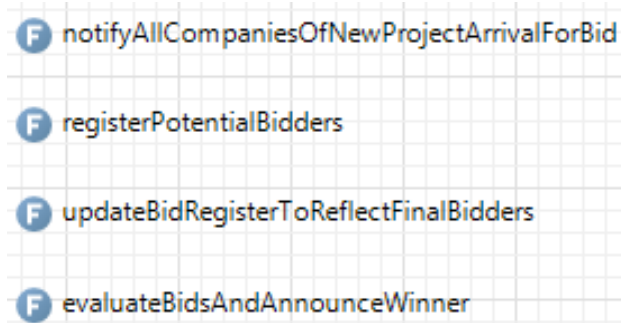 F notifyAllCompaniesOfNewProjectArrivalForBid
F registerPotentialBidders
F updateBidRegisterToReflectFinalBidders
F evaluateBidsAndAnnounceWinner